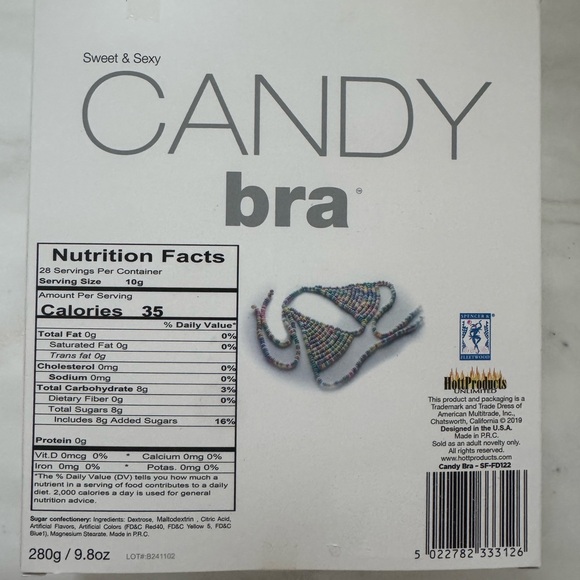 Sweet & Sexy
CANDY
bra
Nutrition Facts
28 Servings Per Container
Serving Size 10g
Amount Per Serving
Calories 35
% Daily Value*
Total Fat 0g 0%
Saturated Fat 0g 0%
Trans fat 0g
Cholesterol 0mg 0%
Sodium 0mg 0%
Total Carbohydrate 8g 3%
Dietary Fiber 0g 0%
Total Sugars 8g
Includes 8g Added Sugars 16%
Protein 0g
Vit.D 0mcg 0% * Calcium 0mg 0%
Iron 0mg 0% * Potas. 0mg 0%
*The % Daily Value (DV) tells you how much a
nutrient in a serving of food contributes to a daily
diet. 2,000 calories a day is used for general
nutrition advice.
Sugar confectionery: Ingredients: Dextrose, Maltodextrin , Citric Acid,
Artificial Flavors, Artificial Colors (FD&C Red40, FD&C Yellow 5, FD&C
Blue1), Magnesium Stearate. Made in P.R.C.
280g / 9.8oz LOT#:B241102
SPENCER &
FLEETWOOD
HottProducts
UNLIMITED
This product and packaging is a
Trademark and Trade Dress of
American Multitrade, Inc.,
Chatsworth, California © 2019
Designed in the U.S.A.
Made in P.R.C.
Sold as an adult novelty only.
All rights reserved.
www.hottproducts.com
Candy Bra - SF-FD122
5 022782 333126